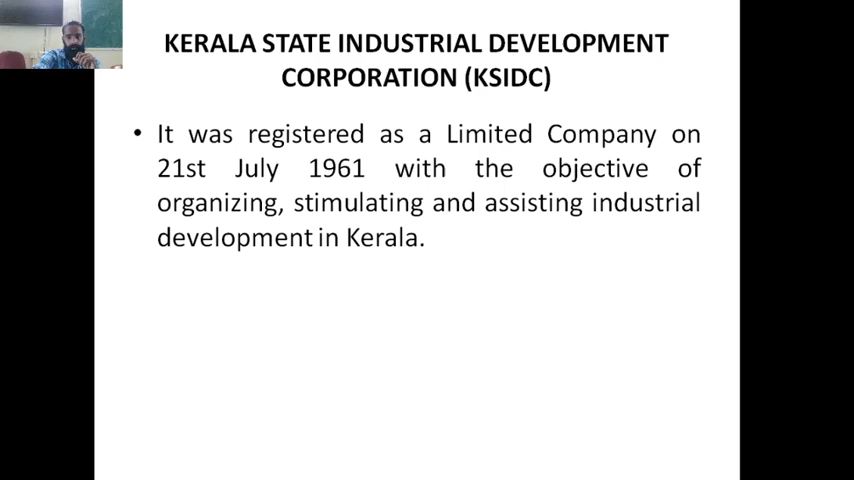 KERALA STATE INDUSTRIAL DEVELOPMENT
CORPORATION (KSIDC)
• It was registered as a Limited Company on
21st July 1961 with the objective of
organizing, stimulating and assisting industrial
development in Kerala.